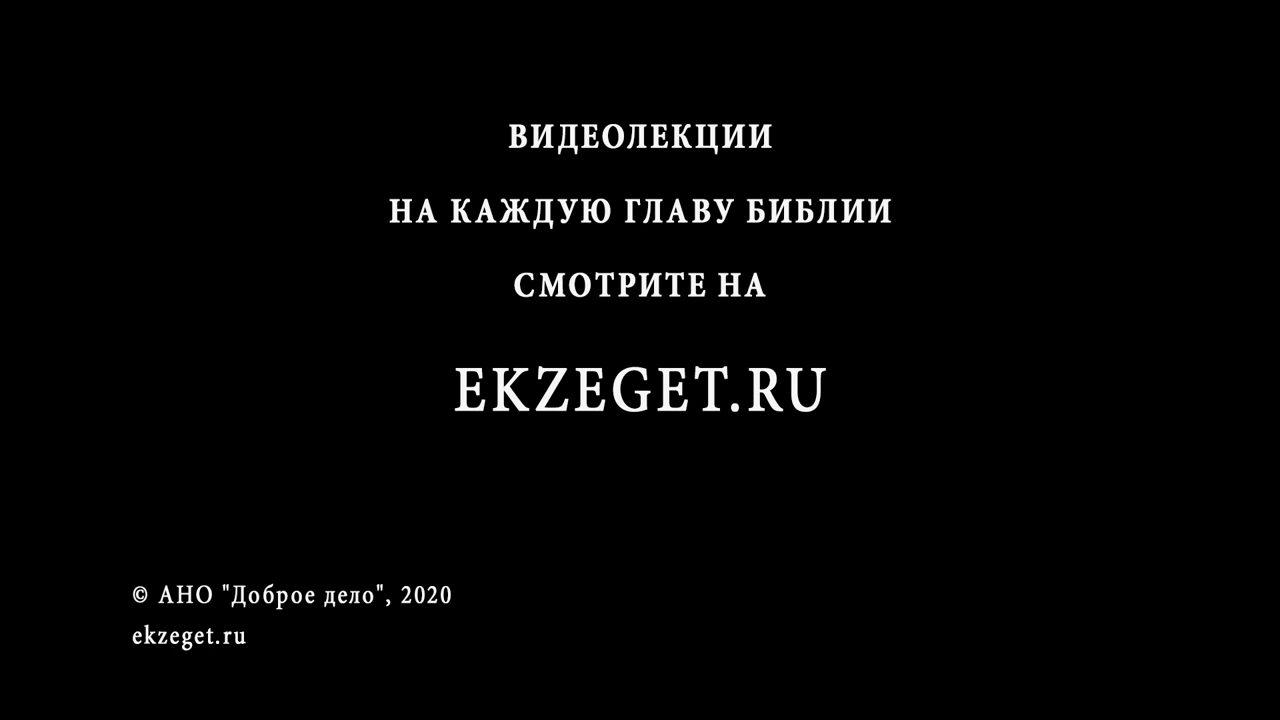 ВИДЕОЛЕКЦИИ
НА КАЖДУЮ ГЛАВУ БИБЛИИ
СМОТРИТЕ НА
EKZEGET.RU
© АНО "Доброе дело", 2020
ekzeget.ru